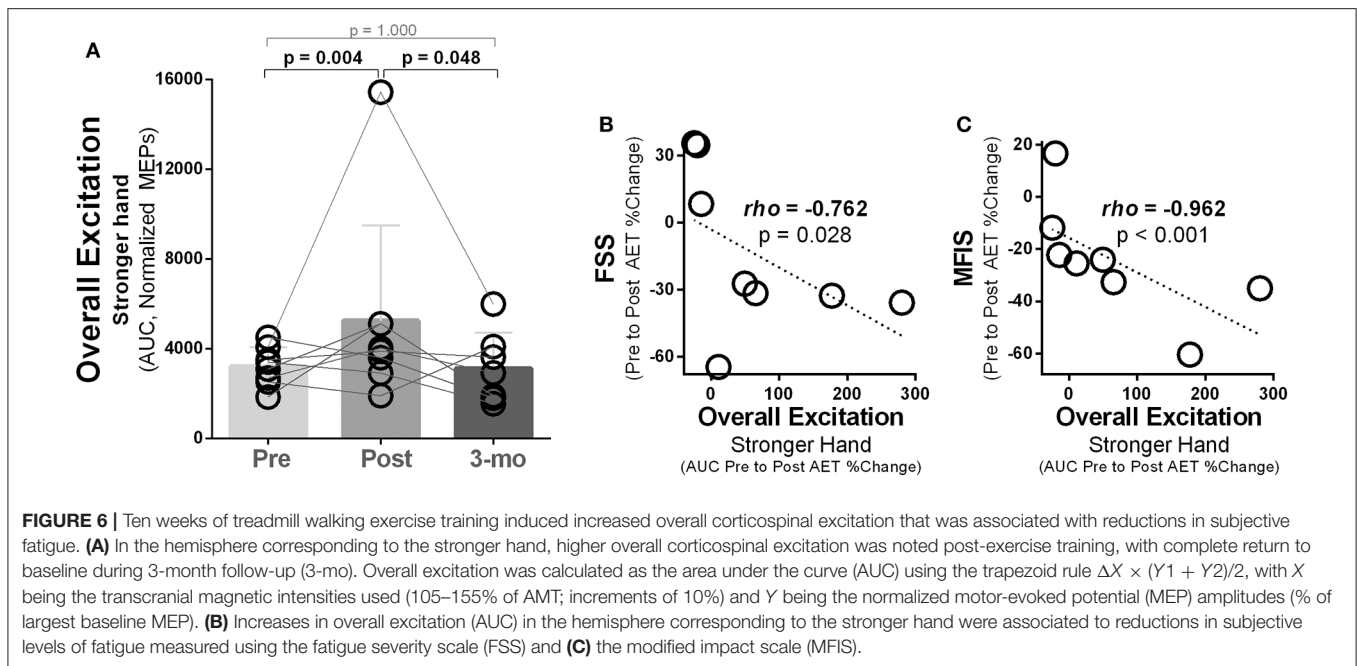 A
p = 1.000
p = 0.004
p = 0.048
Overall Excitation
Stronger hand
(AUC, Normalized MEPs)
16000
12000
8000
4000
0
Pre
Post
3-mo
B
FSS
(Pre to Post AET %Change)
30
0
-30
-60
rho = -0.762
p = 0.028
0
100
200
300
Overall Excitation
Stronger Hand
(AUC Pre to Post AET %Change)
C
MFIS
(Pre to Post AET %Change)
20
0
-20
-40
-60
rho = -0.962
p < 0.001
0
100
200
300
Overall Excitation
Stronger Hand
(AUC Pre to Post AET %Change)
FIGURE 6 | Ten weeks of treadmill walking exercise training induced increased overall corticospinal excitation that was associated with reductions in subjective
fatigue. (A) In the hemisphere corresponding to the stronger hand, higher overall corticospinal excitation was noted post-exercise training, with complete return to
baseline during 3-month follow-up (3-mo). Overall excitation was calculated as the area under the curve (AUC) using the trapezoid rule ΔX × (Y1 + Y2)/2, with X
being the transcranial magnetic intensities used (105–155% of AMT; increments of 10%) and Y being the normalized motor-evoked potential (MEP) amplitudes (% of
largest baseline MEP). (B) Increases in overall excitation (AUC) in the hemisphere corresponding to the stronger hand were associated to reductions in subjective
levels of fatigue measured using the fatigue severity scale (FSS) and (C) the modified impact scale (MFIS).